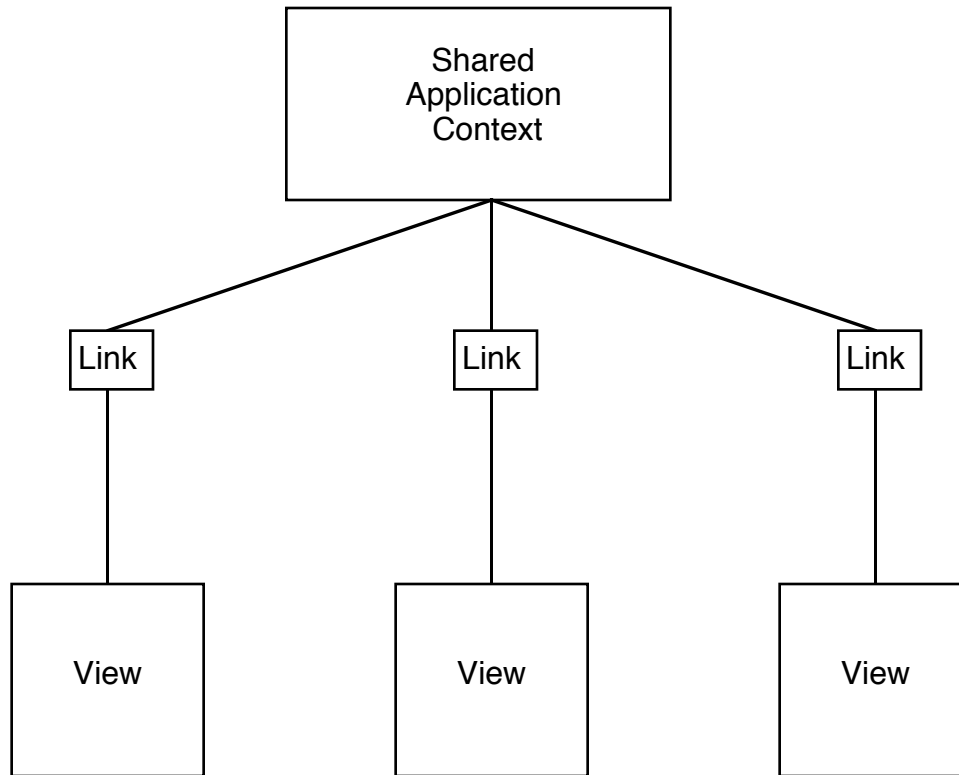 Shared
Application
Context
Link
Link
Link
View
View
View